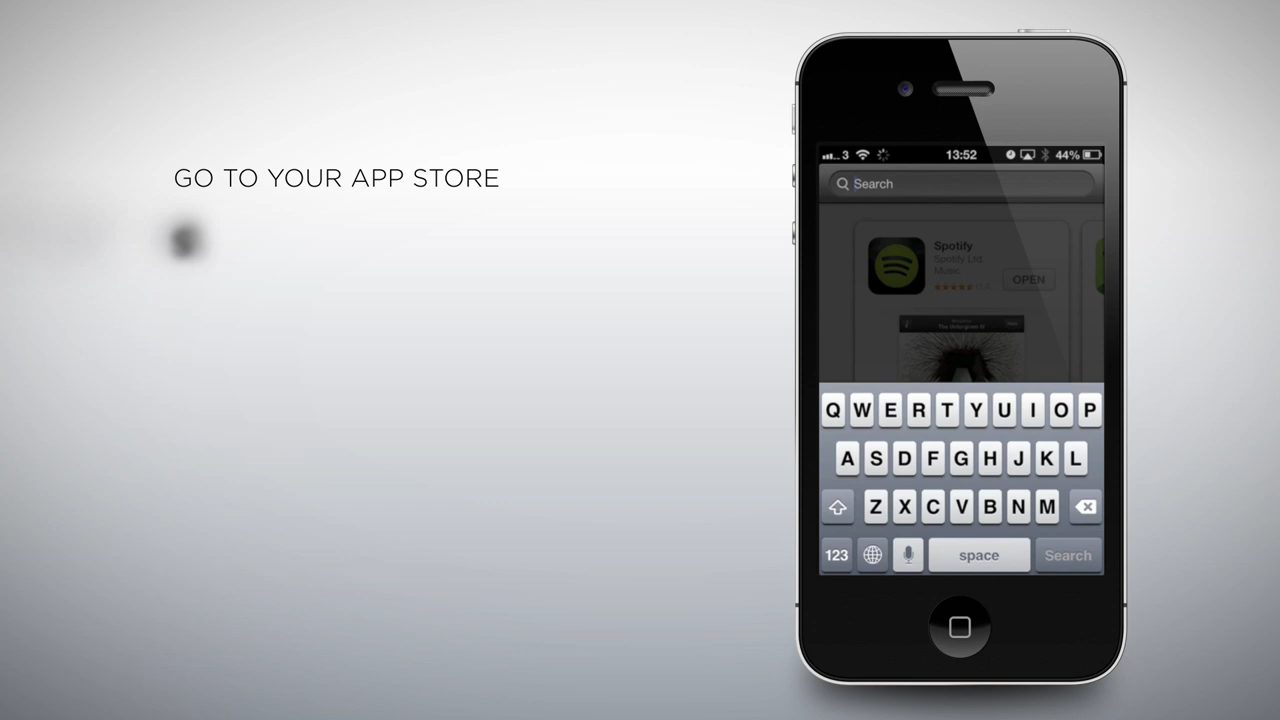 GO TO YOUR APP STORE
3 13:52 44%
Search
Spotify
Spotify Ltd.
Music
OPEN
Q W E R T Y U I O P
A S D F G H J K L
Z X C V B N M
123 space Search